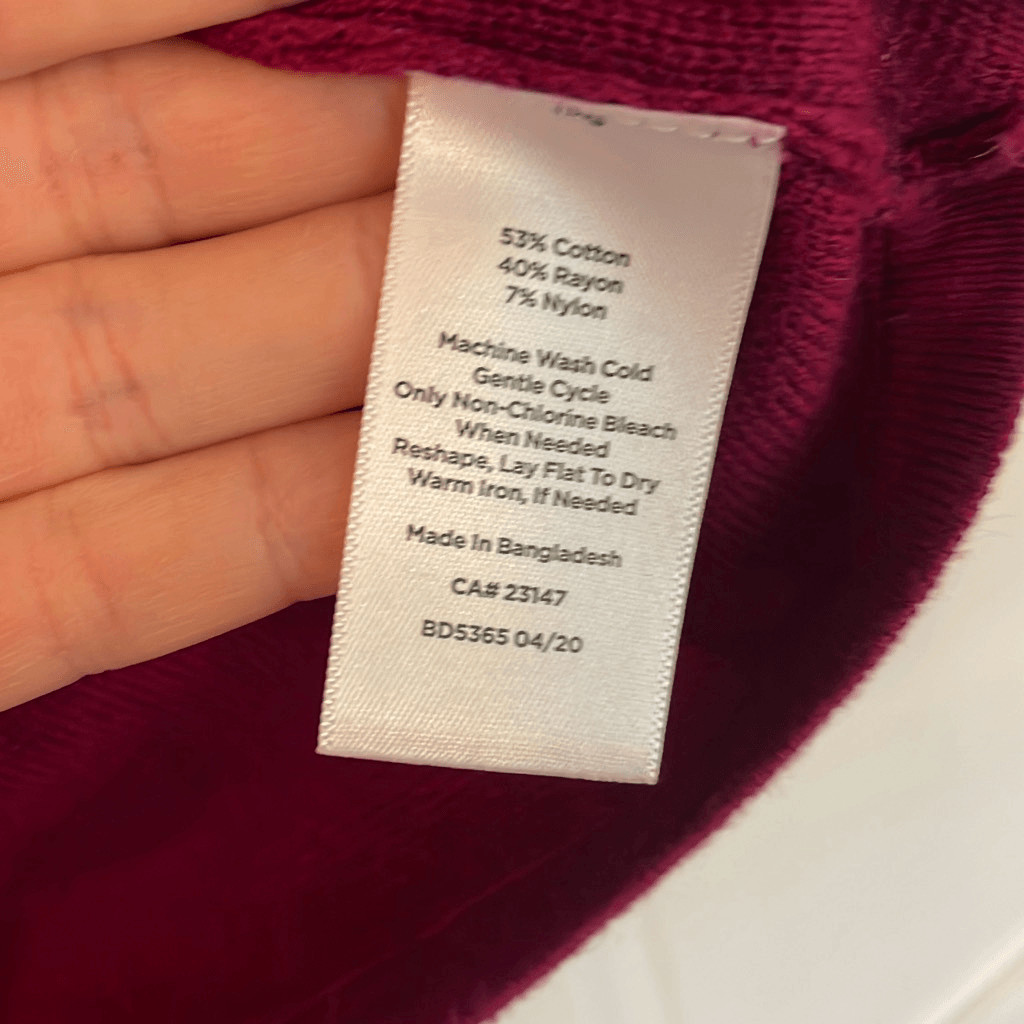 53% Cotton
40% Rayon
7% Nylon
Machine Wash Cold
Gentle Cycle
Only Non-Chlorine Bleach
When Needed
Reshape, Lay Flat To Dry
Warm Iron, If Needed
Made In Bangladesh
CA# 23147
BD5365 04/20